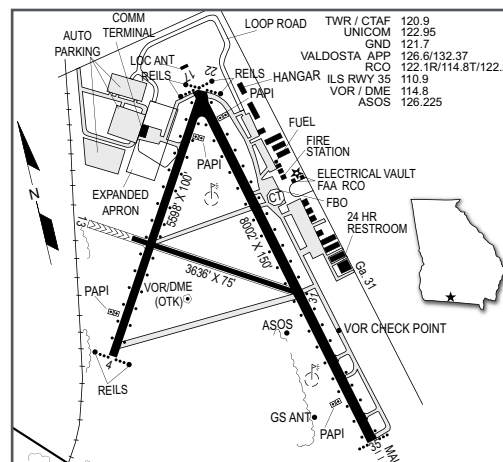 COMM
TERMINAL
AUTO
PARKING
LOC ANT
REILS
17
22
LOOP ROAD
REILS
HANGAR
PAPI
TWR / CTAF 120.9
UNICOM 122.95
GND 121.7
VALDOSTA APP 126.6/132.37
RCO 122.1R/114.8T/122.
ILS RWY 35 110.9
VOR / DME 114.8
ASOS 126.225
FUEL
FIRE
STATION
PAPI
ELECTRICAL VAULT
FAA RCO
FBO
CT
24 HR
RESTROOM
EXPANDED
APRON
N
5598' X 100'
8002' X 150'
13
3636' X 75'
31
Ga. 31
VOR/DME
(OTK)
PAPI
ASOS
VOR CHECK POINT
4
REILS
GS ANT
PAPI
35